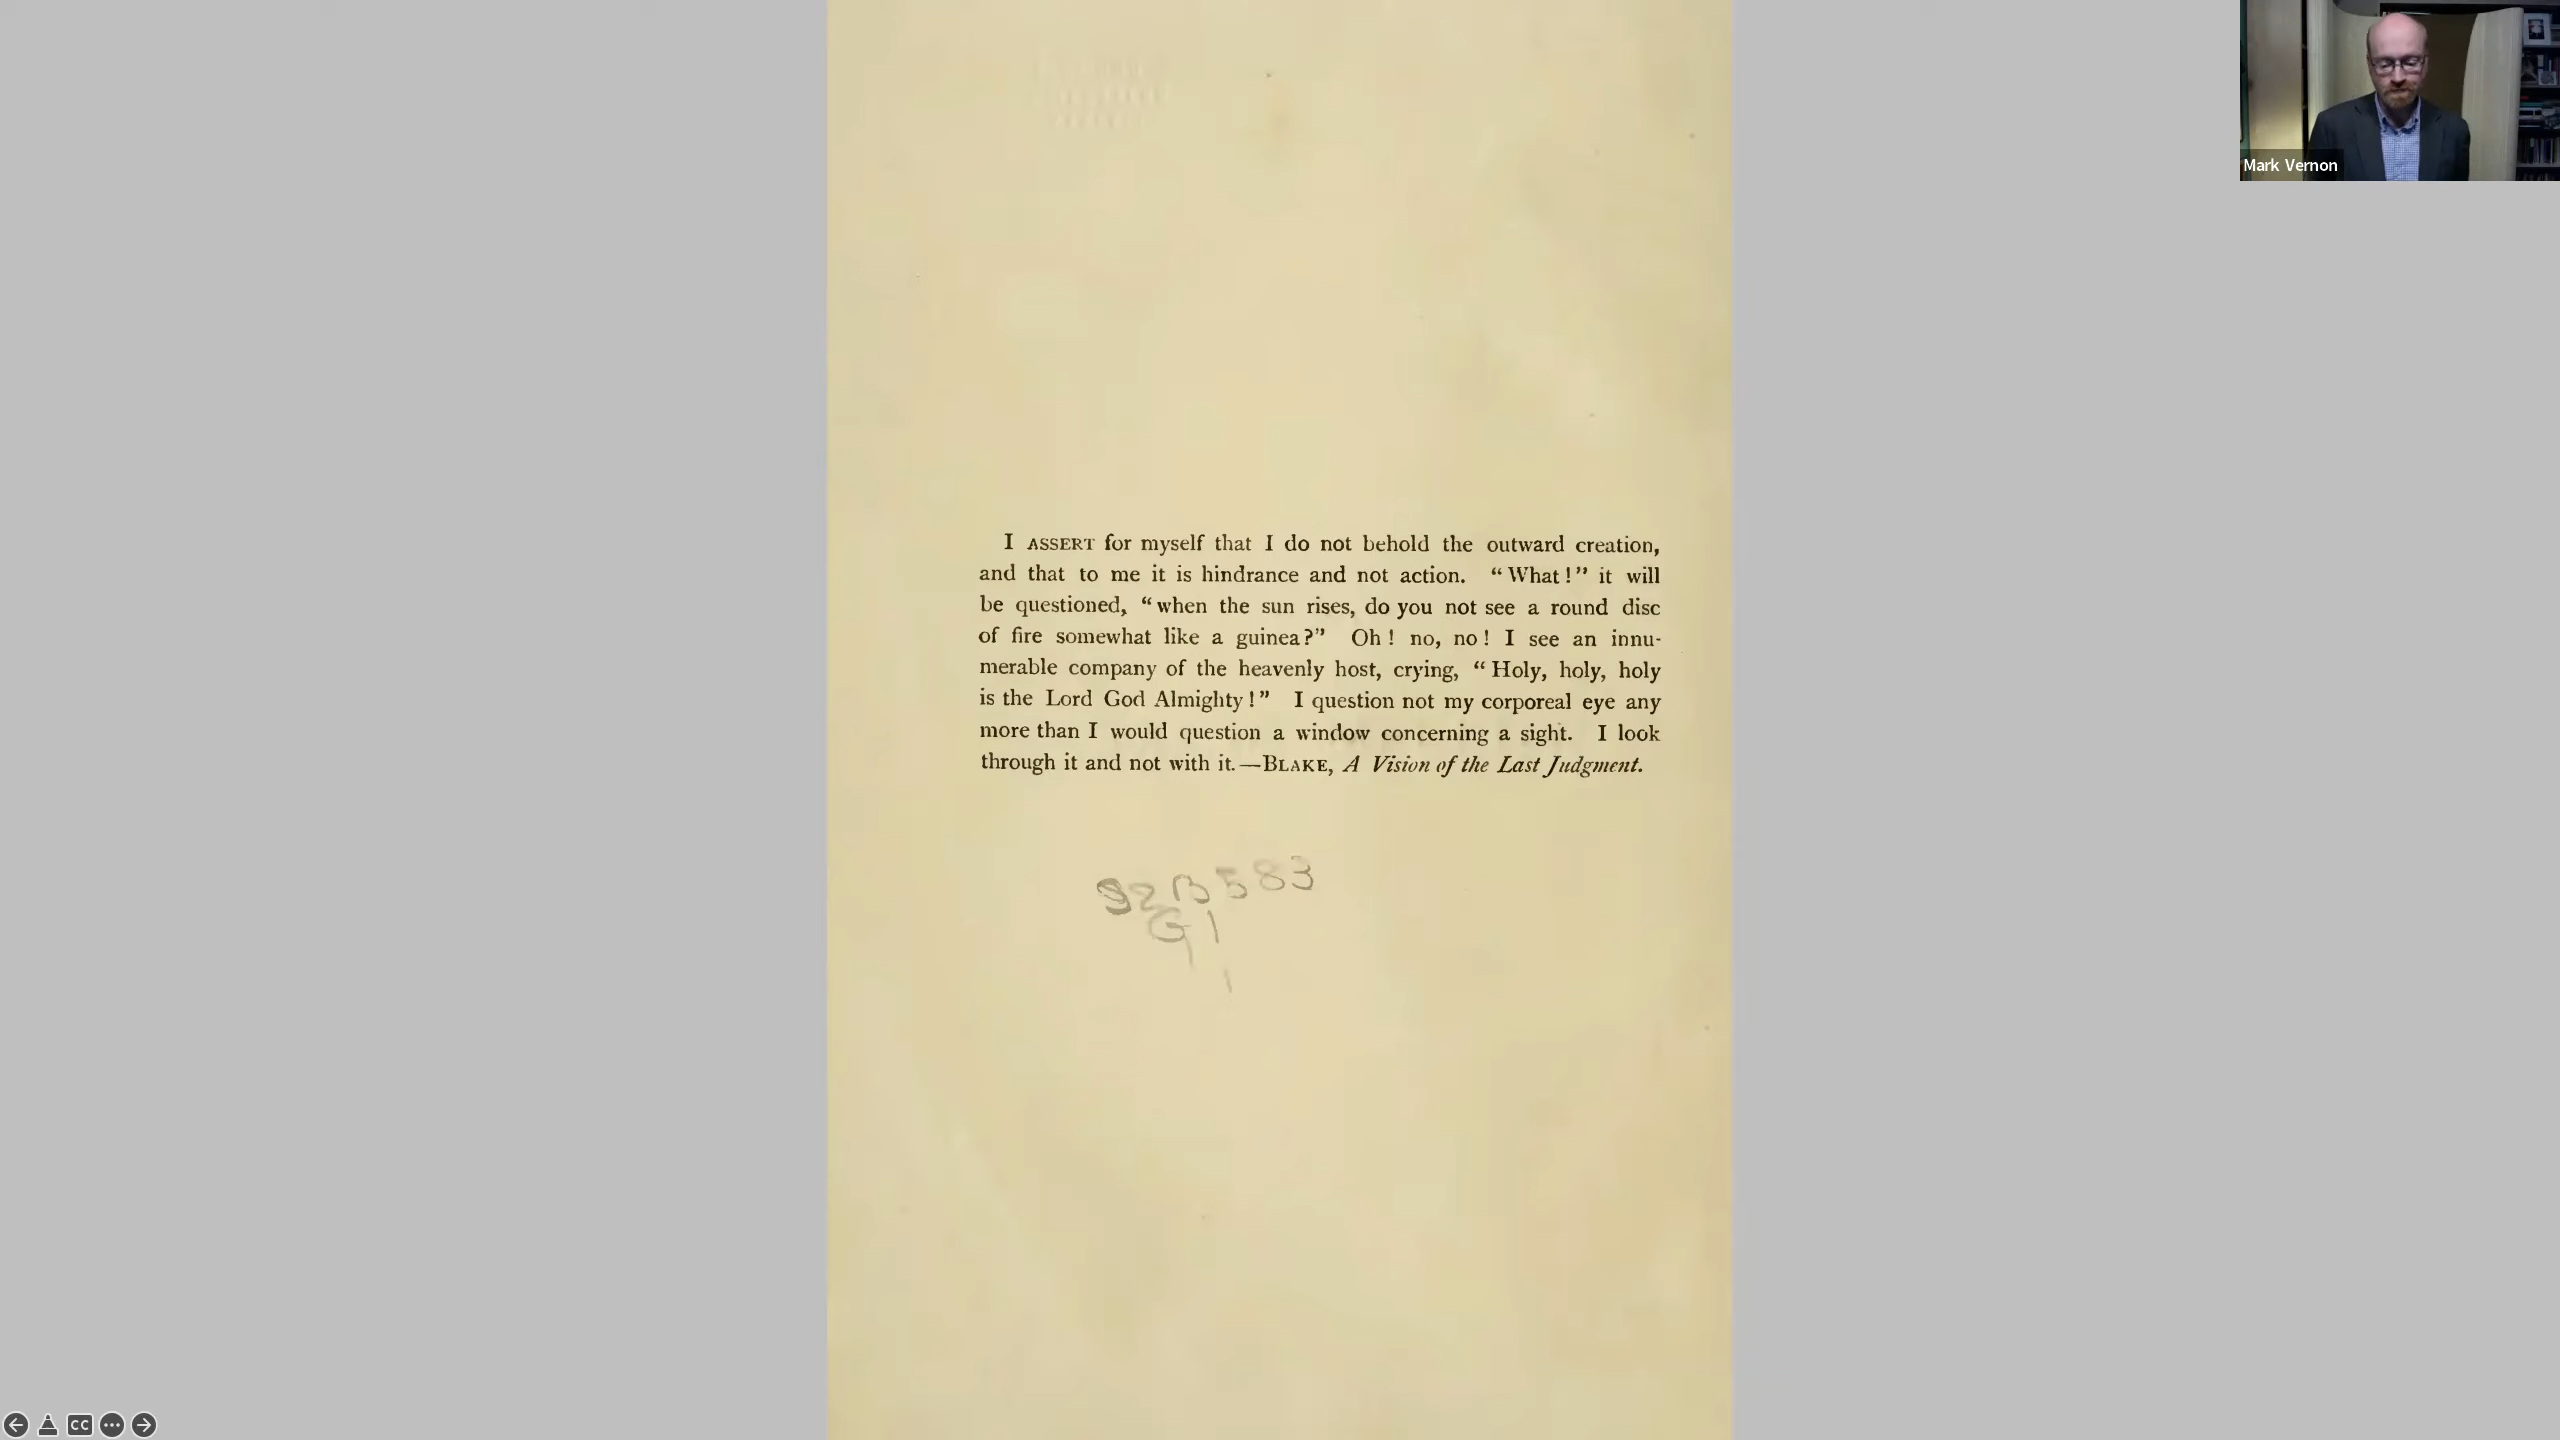 I ASSERT for myself that I do not behold the outward creation,
and that to me it is hindrance and not action. “What!” it will
be questioned, “when the sun rises, do you not see a round disc
of fire somewhat like a guinea?” Oh! no, no! I see an innu-
merable company of the heavenly host, crying, “Holy, holy, holy
is the Lord God Almighty!” I question not my corporeal eye any
more than I would question a window concerning a sight. I look
through it and not with it.—BLAKE, A Vision of the Last Judgment.
92B583
G1
1
Mark Vernon
CC